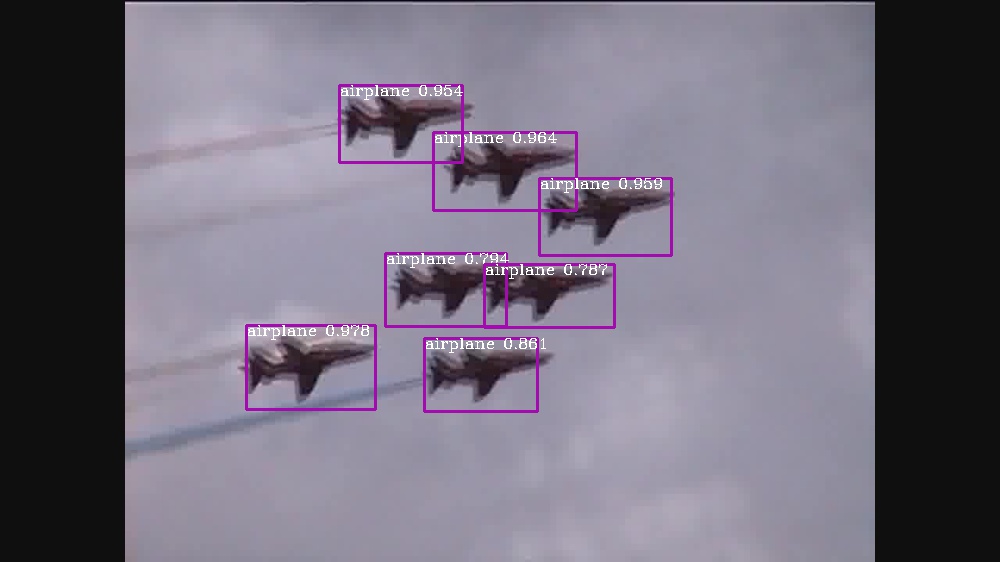 airplane 0.954
airplane 0.964
airplane 0.959
airplane 0.794
airplane 0.787
airplane 0.978
airplane 0.861